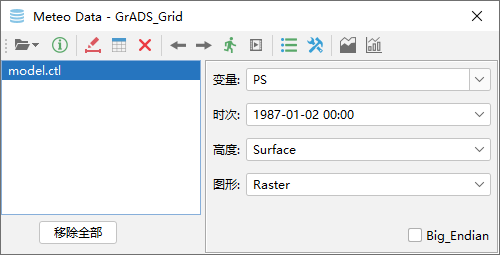 Meteo Data - GrADS_Grid
model.ctl
变量: PS
时次: 1987-01-02 00:00
高度: Surface
图形: Raster
移除全部
Big_Endian